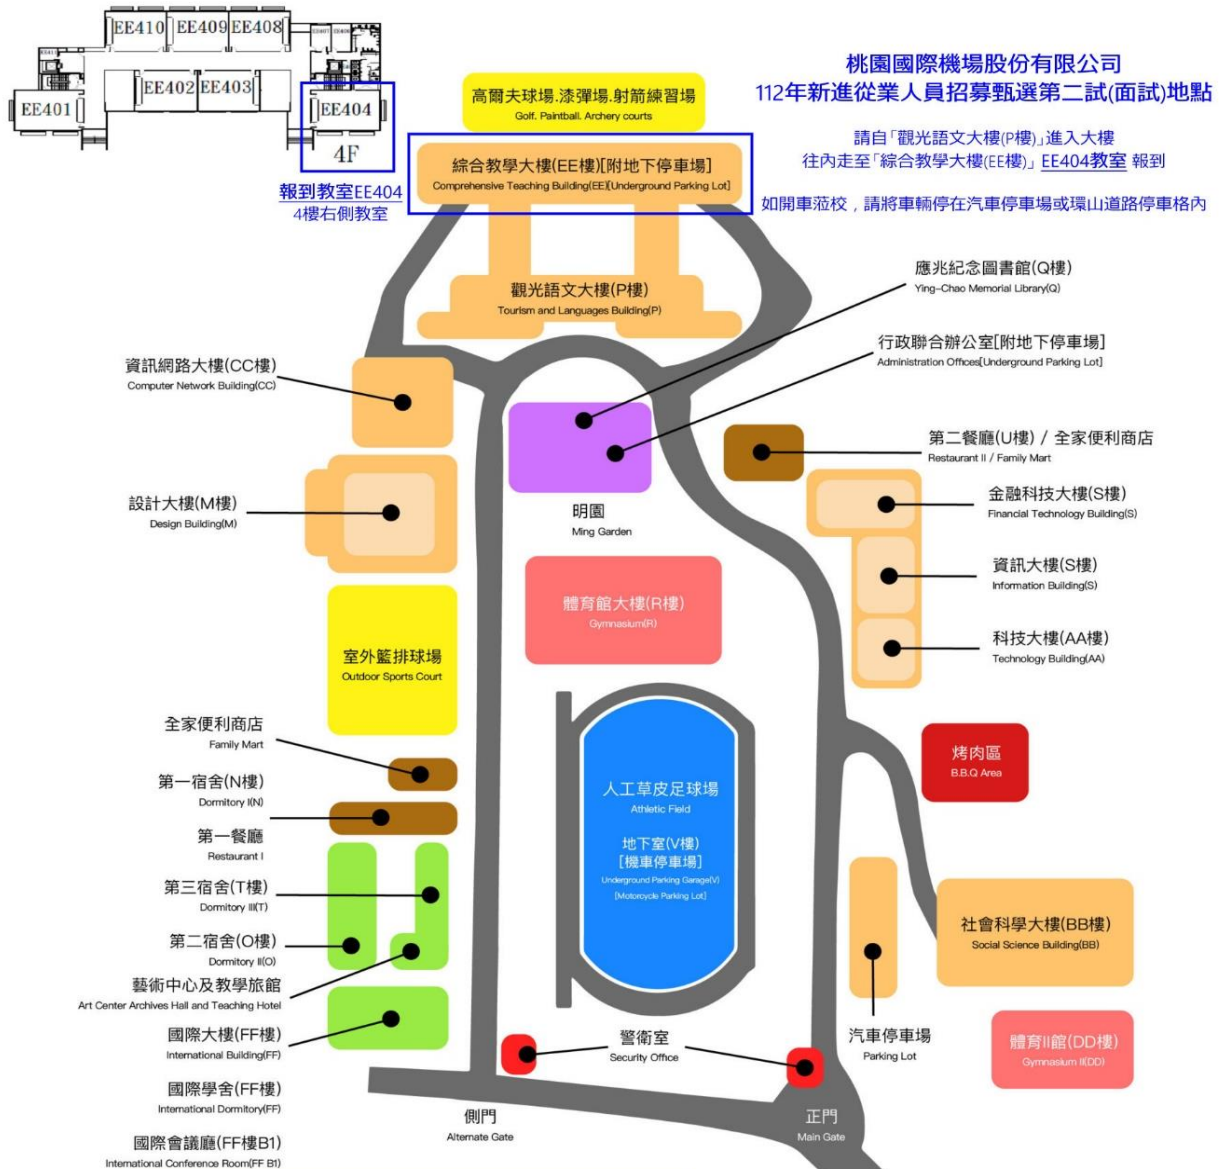 EE410
EE409
EE408
EE407
EE406
EE402
EE403
EE401
EE404
4F
報到教室EE404
4樓右側教室
桃園國際機場股份有限公司
112年新進從業人員招募甄選第二試(面試)地點
請自「觀光語文大樓(P樓)」進入大樓
往內走至「綜合教學大樓(EE樓)」 EE404教室 報到
如開車蒞校，請將車輛停在汽車停車場或環山道路停車格內
高爾夫球場.漆彈場.射箭練習場
Golf. Paintball. Archery courts
綜合教學大樓(EE樓)[附地下停車場]
Comprehensive Teaching Building(EE)[Underground Parking Lot]
觀光語文大樓(P樓)
Tourism and Languages Building(P)
應兆紀念圖書館(Q樓)
Ying-Chao Memorial Library(Q)
行政聯合辦公室[附地下停車場]
Administration Offices[Underground Parking Lot]
資訊網路大樓(CC樓)
Computer Network Building(CC)
第二餐廳(U樓) / 全家便利商店
Restaurant II / Family Mart
設計大樓(M樓)
Design Building(M)
明園
Ming Garden
金融科技大樓(S樓)
Financial Technology Building(S)
資訊大樓(S樓)
Information Building(S)
體育館大樓(R樓)
Gymnasium(R)
科技大樓(AA樓)
Technology Building(AA)
室外籃排球場
Outdoor Sports Court
全家便利商店
Family Mart
烤肉區
B.B.Q Area
第一宿舍(N樓)
Dormitory I(N)
人工草皮足球場
Athletic Field
地下室(V樓)
[機車停車場]
Underground Parking Garage(V)
[Motorcycle Parking Lot]
第一餐廳
Restaurant I
第三宿舍(T樓)
Dormitory III(T)
第二宿舍(O樓)
Dormitory II(O)
社會科學大樓(BB樓)
Social Science Building(BB)
藝術中心及教學旅館
Art Center Archives Hall and Teaching Hotel
國際大樓(FF樓)
International Building(FF)
警衛室
Security Office
汽車停車場
Parking Lot
體育II館(DD樓)
Gymnasium II(DD)
國際學舍(FF樓)
International Dormitory(FF)
側門
Alternate Gate
正門
Main Gate
國際會議廳(FF樓B1)
International Conference Room(FF B1)